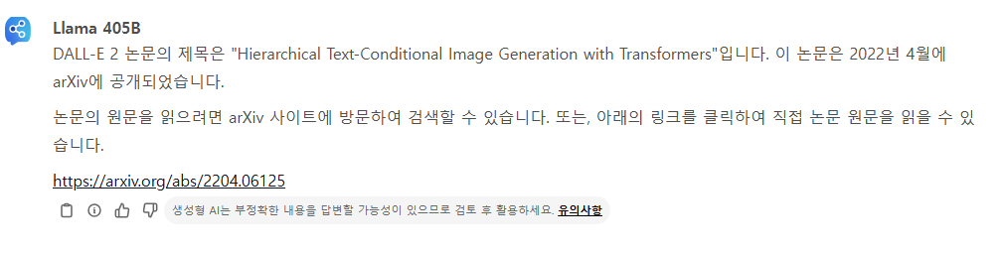 Llama 405B
DALL-E 2 논문의 제목은 "Hierarchical Text-Conditional Image Generation with Transformers"입니다. 이 논문은 2022년 4월에
arXiv에 공개되었습니다.
논문의 원문을 읽으려면 arXiv 사이트에 방문하여 검색할 수 있습니다. 또는, 아래의 링크를 클릭하여 직접 논문 원문을 읽을 수 있
습니다.
https://arxiv.org/abs/2204.06125
생성형 AI는 부정확한 내용을 답변할 가능성이 있으므로 검토 후 활용하세요. 유의사항